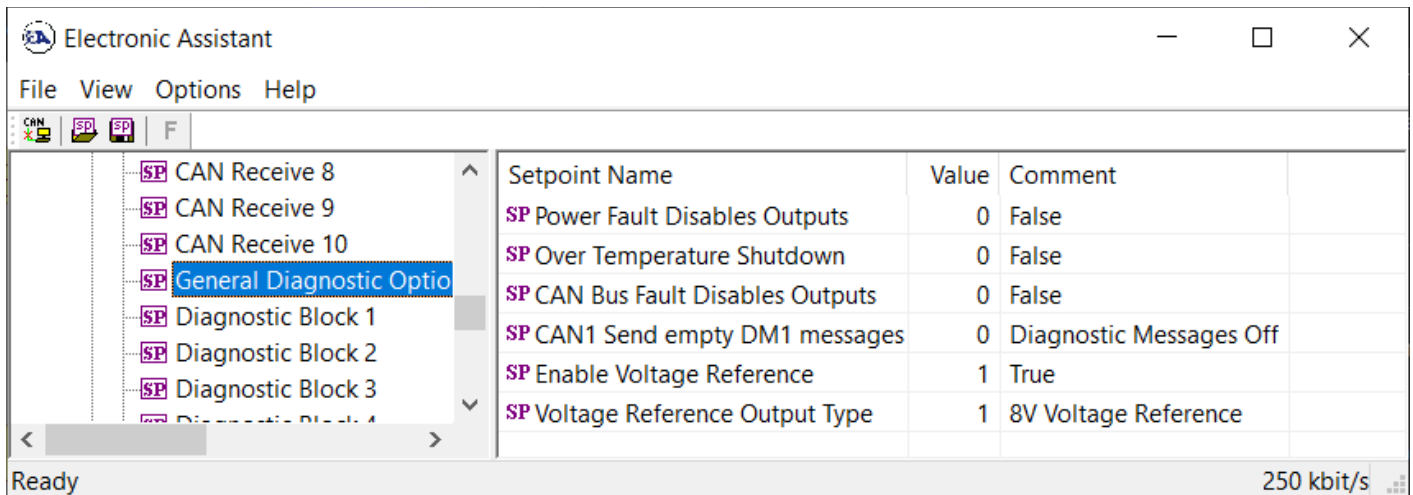 Electronic Assistant
File View Options Help
CAN SP SP F
SP CAN Receive 8
SP CAN Receive 9
SP CAN Receive 10
SP General Diagnostic Optio
SP Diagnostic Block 1
SP Diagnostic Block 2
SP Diagnostic Block 3
SP Diagnostic Block 4
Setpoint Name Value Comment
SP Power Fault Disables Outputs 0 False
SP Over Temperature Shutdown 0 False
SP CAN Bus Fault Disables Outputs 0 False
SP CAN1 Send empty DM1 messages 0 Diagnostic Messages Off
SP Enable Voltage Reference 1 True
SP Voltage Reference Output Type 1 8V Voltage Reference
Ready 250 kbit/s